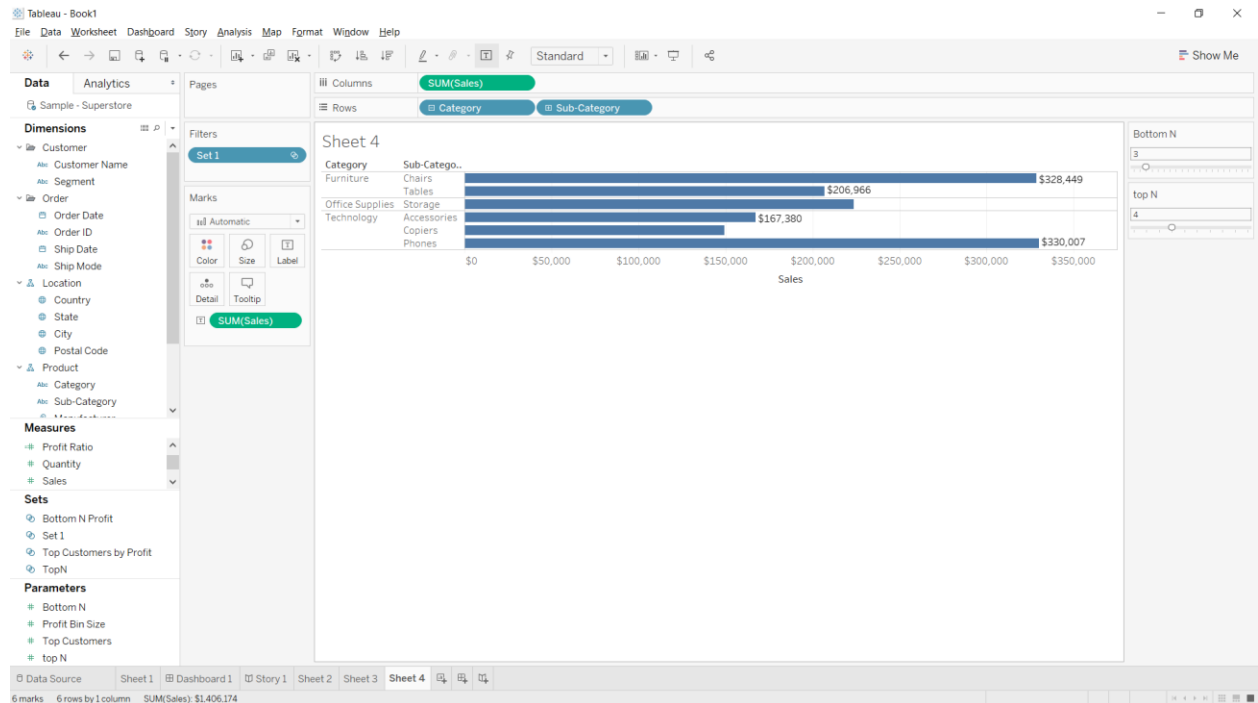 Tableau - Book1
File Data Worksheet Dashboard Story Analysis Map Format Window Help
Standard
Show Me
Data Analytics
Sample - Superstore
Dimensions
Customer
Abc Customer Name
Abc Segment
Order
Order Date
Abc Order ID
Ship Date
Abc Ship Mode
Location
Country
State
City
Postal Code
Product
Abc Category
Abc Sub-Category
Measures
=# Profit Ratio
# Quantity
# Sales
Sets
Bottom N Profit
Set 1
Top Customers by Profit
TopN
Parameters
# Bottom N
# Profit Bin Size
# Top Customers
# top N
Pages
Filters
Set 1
Marks
Automatic
Color Size Label
Detail Tooltip
T SUM(Sales)
iii Columns SUM(Sales)
Rows Category Sub-Category
Sheet 4
Category Sub-Catego..
Furniture Chairs $328,449
Tables $206,966
Office Supplies Storage
Technology Accessories $167,380
Copiers
Phones $330,007
$0 $50,000 $100,000 $150,000 $200,000 $250,000 $300,000 $350,000
Sales
Bottom N
3
top N
4
Data Source Sheet 1 Dashboard 1 Story 1 Sheet 2 Sheet 3 Sheet 4
6 marks 6 rows by 1 column SUM(Sales): $1,406,174